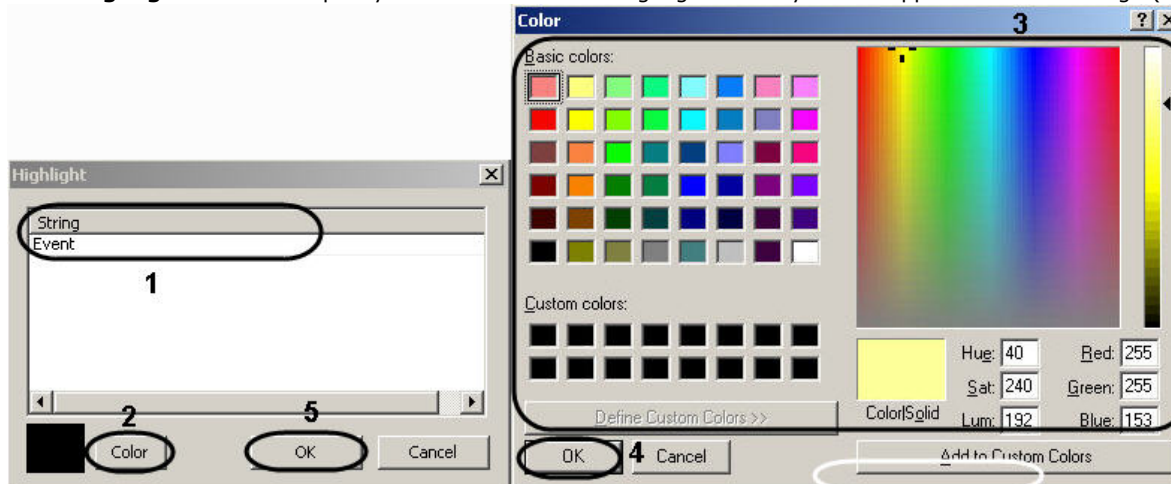 Color
3
Basic colors:
Highlight
String
Event
1
Custom colors:
Hue: 40
Red: 255
Sat: 240
Green: 255
Color|Solid
Lum: 192
Blue: 153
2
5
Define Custom Colors >>
Color
OK
Cancel
OK
4
Cancel
Add to Custom Colors